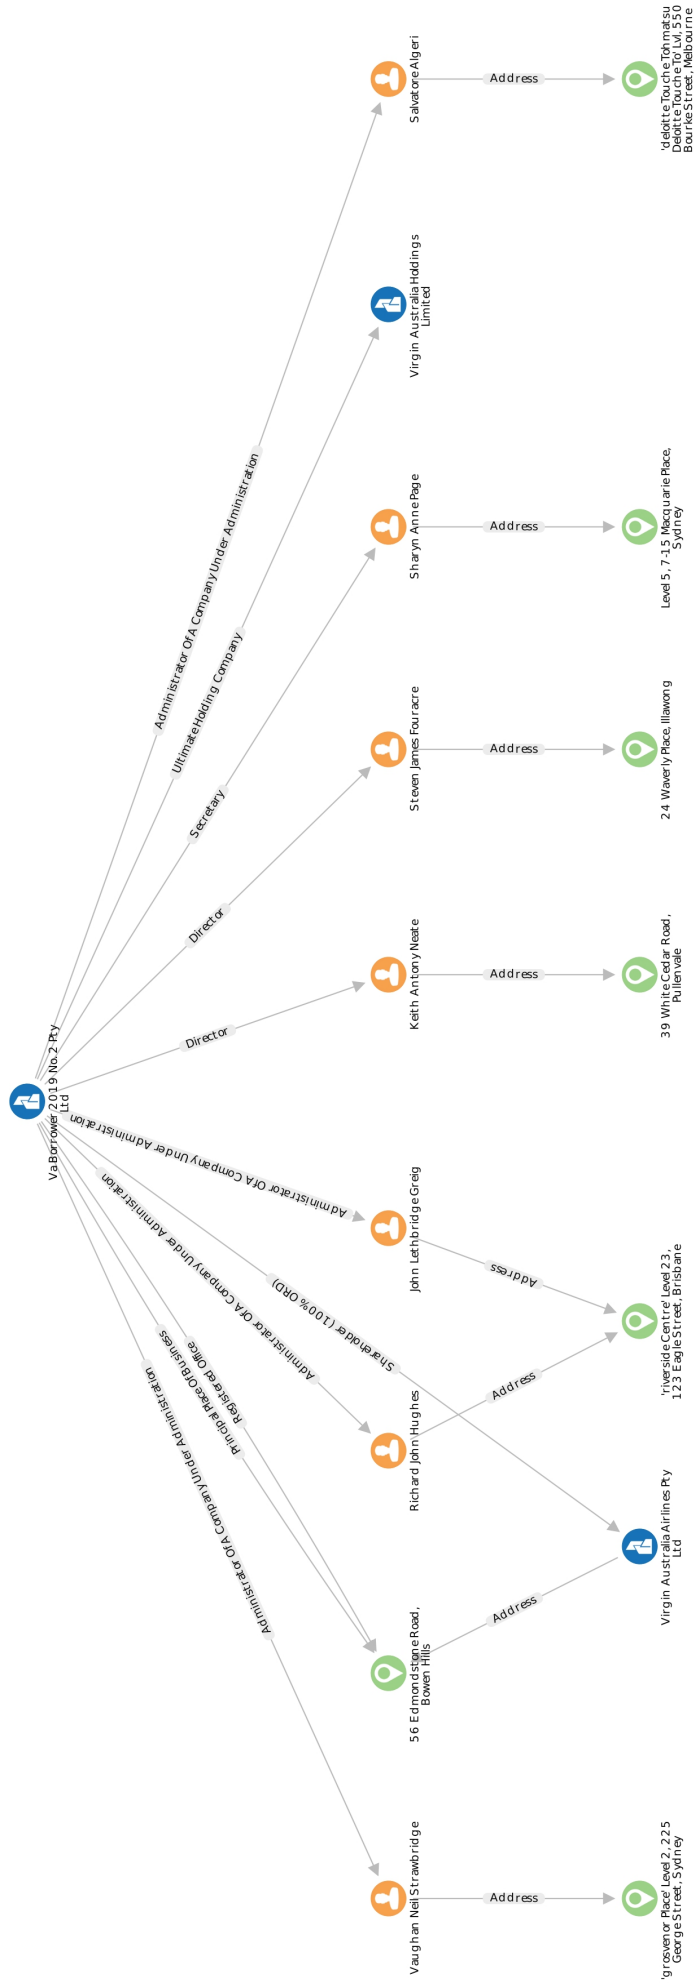 Salvatore Algeri
Address
'deloitte Touche Tohmatsu
Deloitte Touche To' Lvl, 550
Bourke Street, Melbourne
Administrator Of A Company Under Administration
Virgin Australia Holdings
Limited
Ultimate Holding Company
Sharyn Anne Page
Address
Level 5, 7-15 Macquarie Place,
Sydney
Secretary
Steven James Fouracre
Address
24 Waverly Place, Illawong
Director
Keith Antony Neate
Address
39 White Cedar Road,
Pullenvale
Director
Va Borrower 2019 No. 2 Pty
Ltd
Administrator Of A Company Under Administration
John Lethbridge Greig
Address
'riverside Centre' Level 23,
123 Eagle Street, Brisbane
Administrator Of A Company Under Administration
Richard John Hughes
Address
Shareholder (100% ORD)
Virgin Australia Airlines Pty
Ltd
Address
Registered Office
Principal Place Of Business
56 Edmondstone Road,
Bowen Hills
Administrator Of A Company Under Administration
Vaughan Neil Strawbridge
Address
'grosvenor Place' Level 2, 225
George Street, Sydney